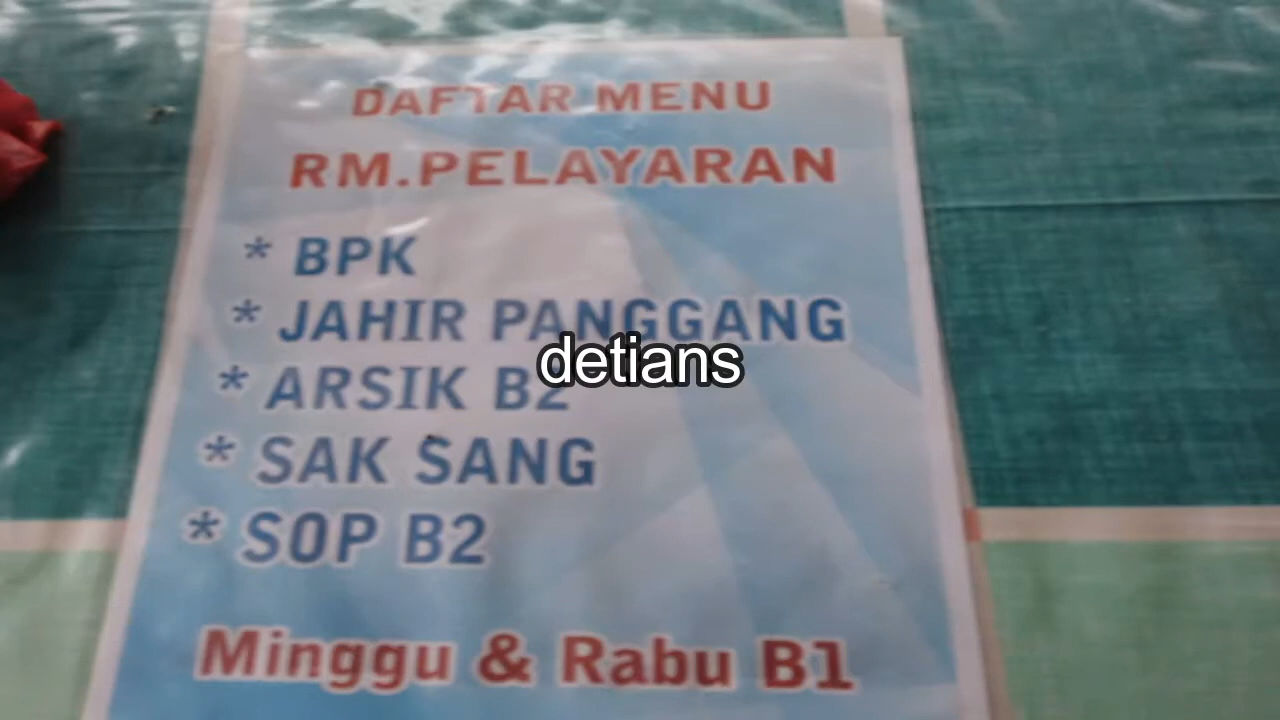 DAFTAR MENU
RM.PELAYARAN
* BPK
* JAHIR PANGGANG
detians
* ARSIK B2
* SAK SANG
* SOP B2
Minggu & Rabu B1